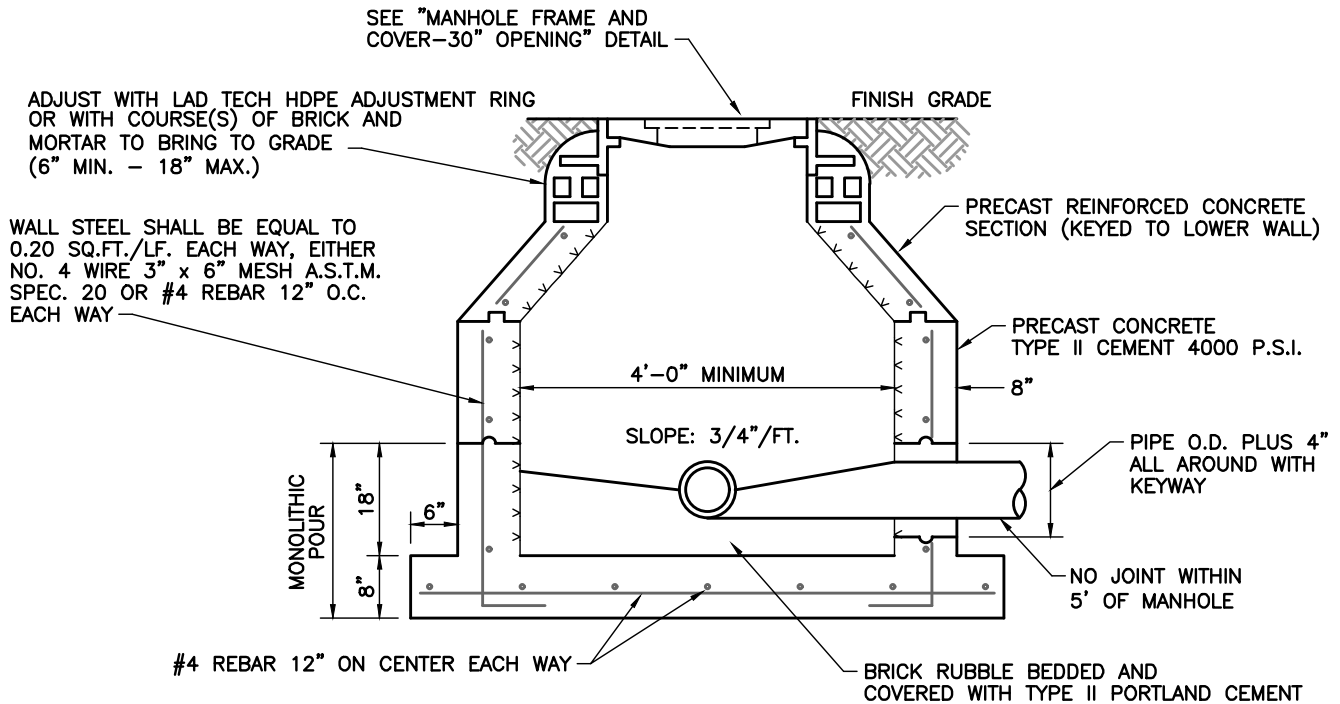 SEE "MANHOLE FRAME AND
COVER-30" OPENING" DETAIL
ADJUST WITH LAD TECH HDPE ADJUSTMENT RING
OR WITH COURSE(S) OF BRICK AND
MORTAR TO BRING TO GRADE
(6" MIN. - 18" MAX.)
FINISH GRADE
WALL STEEL SHALL BE EQUAL TO
0.20 SQ.FT./LF. EACH WAY, EITHER
NO. 4 WIRE 3" x 6" MESH A.S.T.M.
SPEC. 20 OR #4 REBAR 12" O.C.
EACH WAY
PRECAST REINFORCED CONCRETE
SECTION (KEYED TO LOWER WALL)
PRECAST CONCRETE
TYPE II CEMENT 4000 P.S.I.
4'-0" MINIMUM
8"
SLOPE: 3/4"/FT.
PIPE O.D. PLUS 4"
ALL AROUND WITH
KEYWAY
MONOLITHIC
POUR
18"
6"
8"
NO JOINT WITHIN
5' OF MANHOLE
#4 REBAR 12" ON CENTER EACH WAY
BRICK RUBBLE BEDDED AND
COVERED WITH TYPE II PORTLAND CEMENT